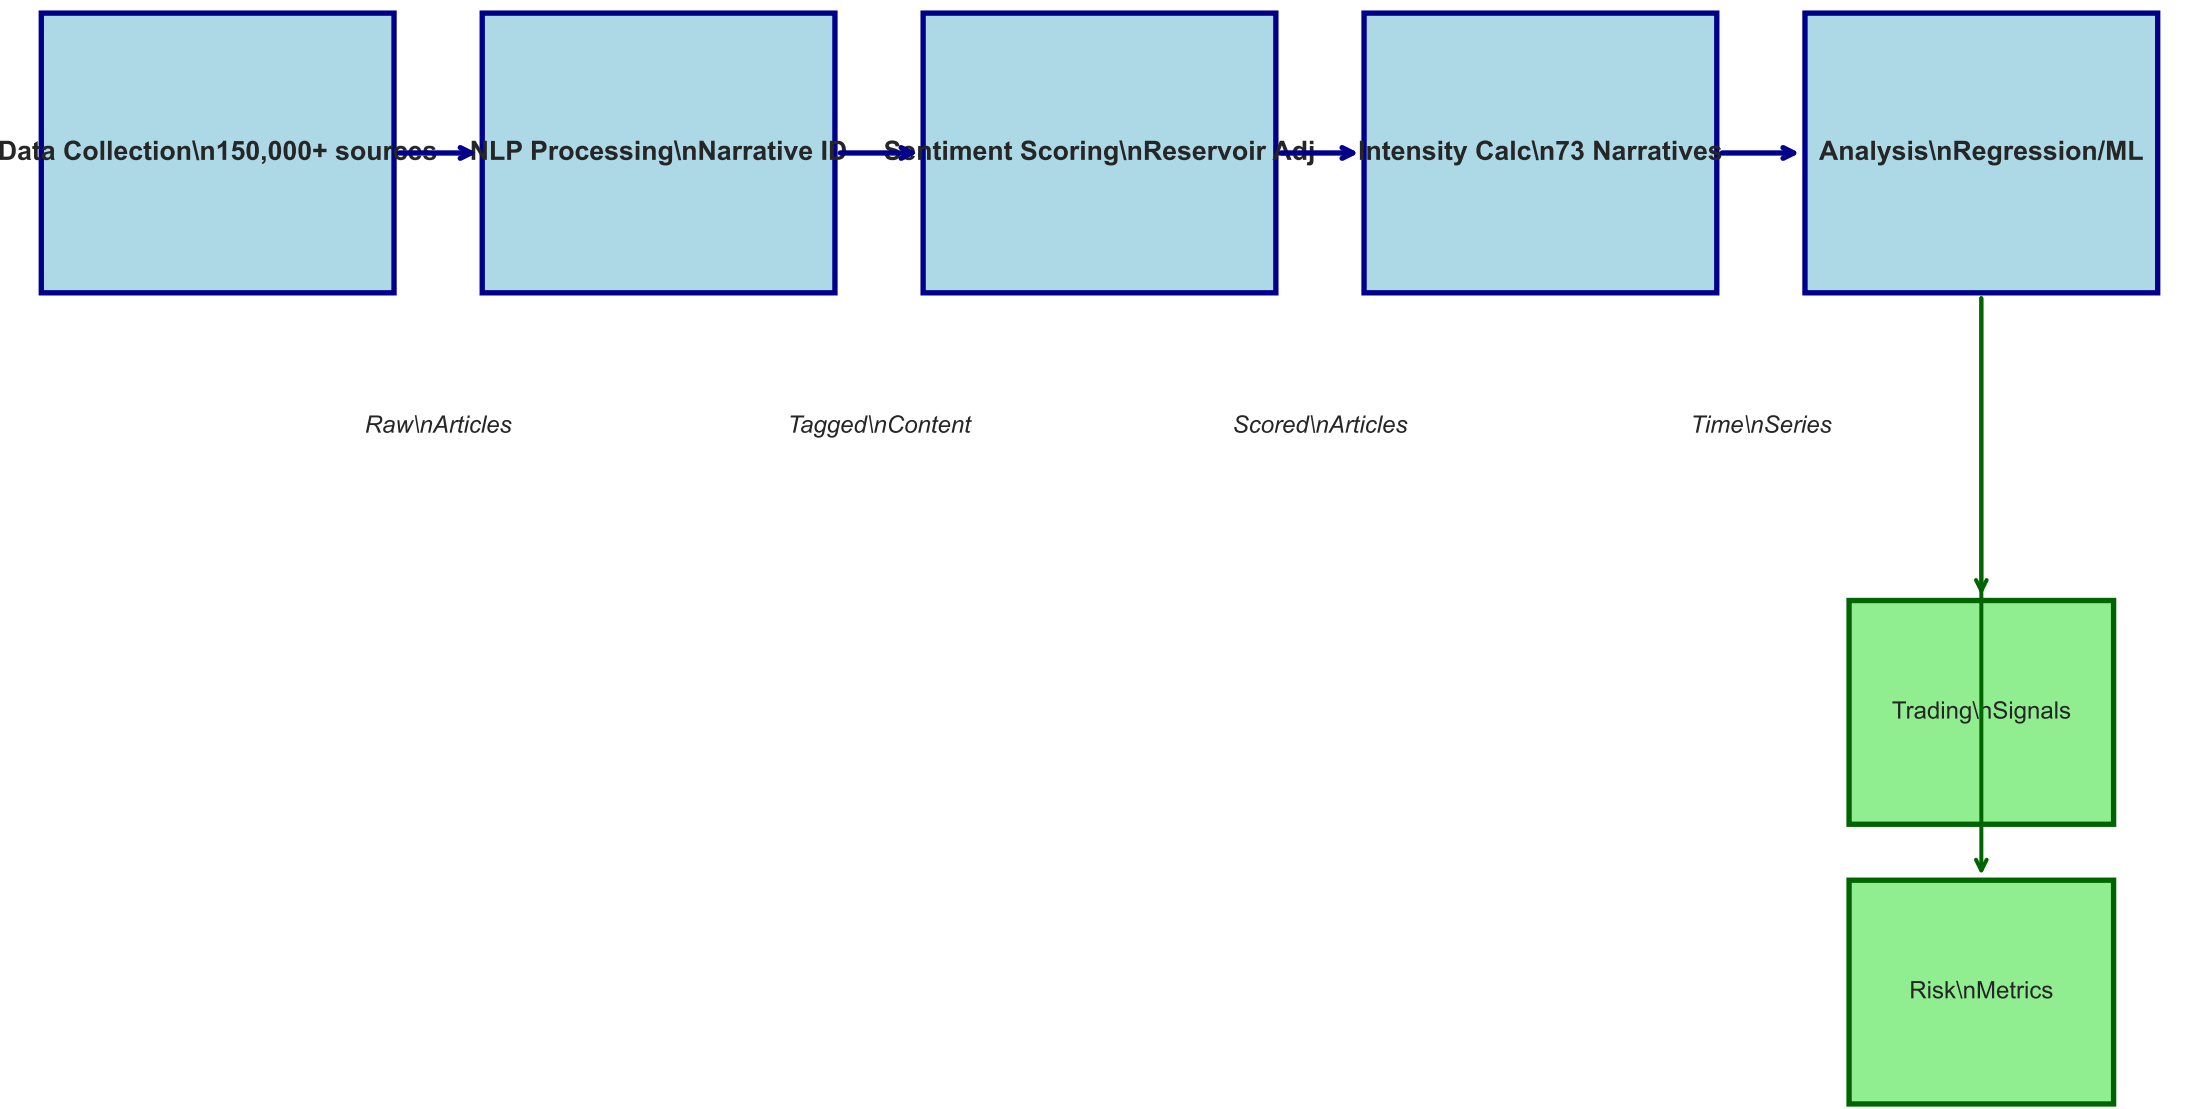 Data Collection\n150,000+ sources
NLP Processing\nNarrative ID
Sentiment Scoring\nReservoir Adj
Intensity Calc\n73 Narratives
Analysis\nRegression/ML
Raw\nArticles
Tagged\nContent
Scored\nArticles
Time\nSeries
Trading\nSignals
Risk\nMetrics